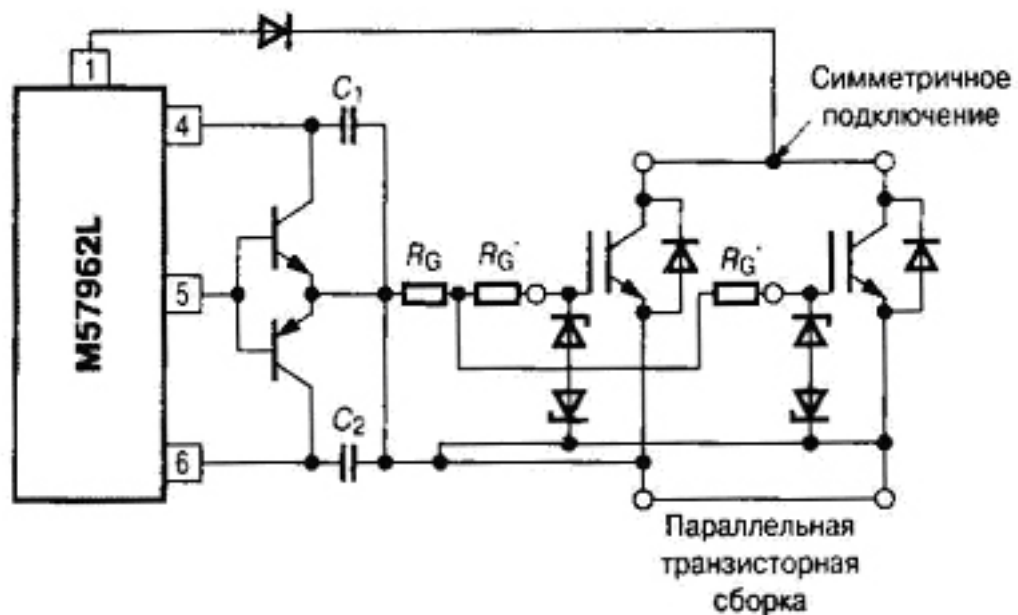 1
Симметричное
подключение
4
C1
M57962L
5
RG
RG'
RG'
C2
6
Параллельная
транзисторная
сборка